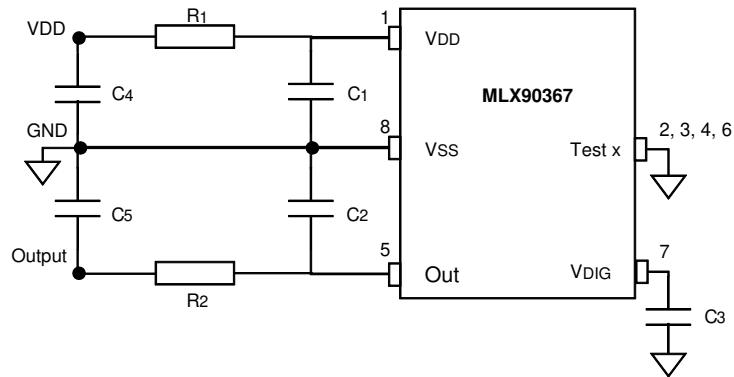 R1
1
VDD
VDD
MLX90367
C4
C1
GND
8
2, 3, 4, 6
VSS
Test x
C5
C2
Output
5
7
Out
VDIG
R2
C3